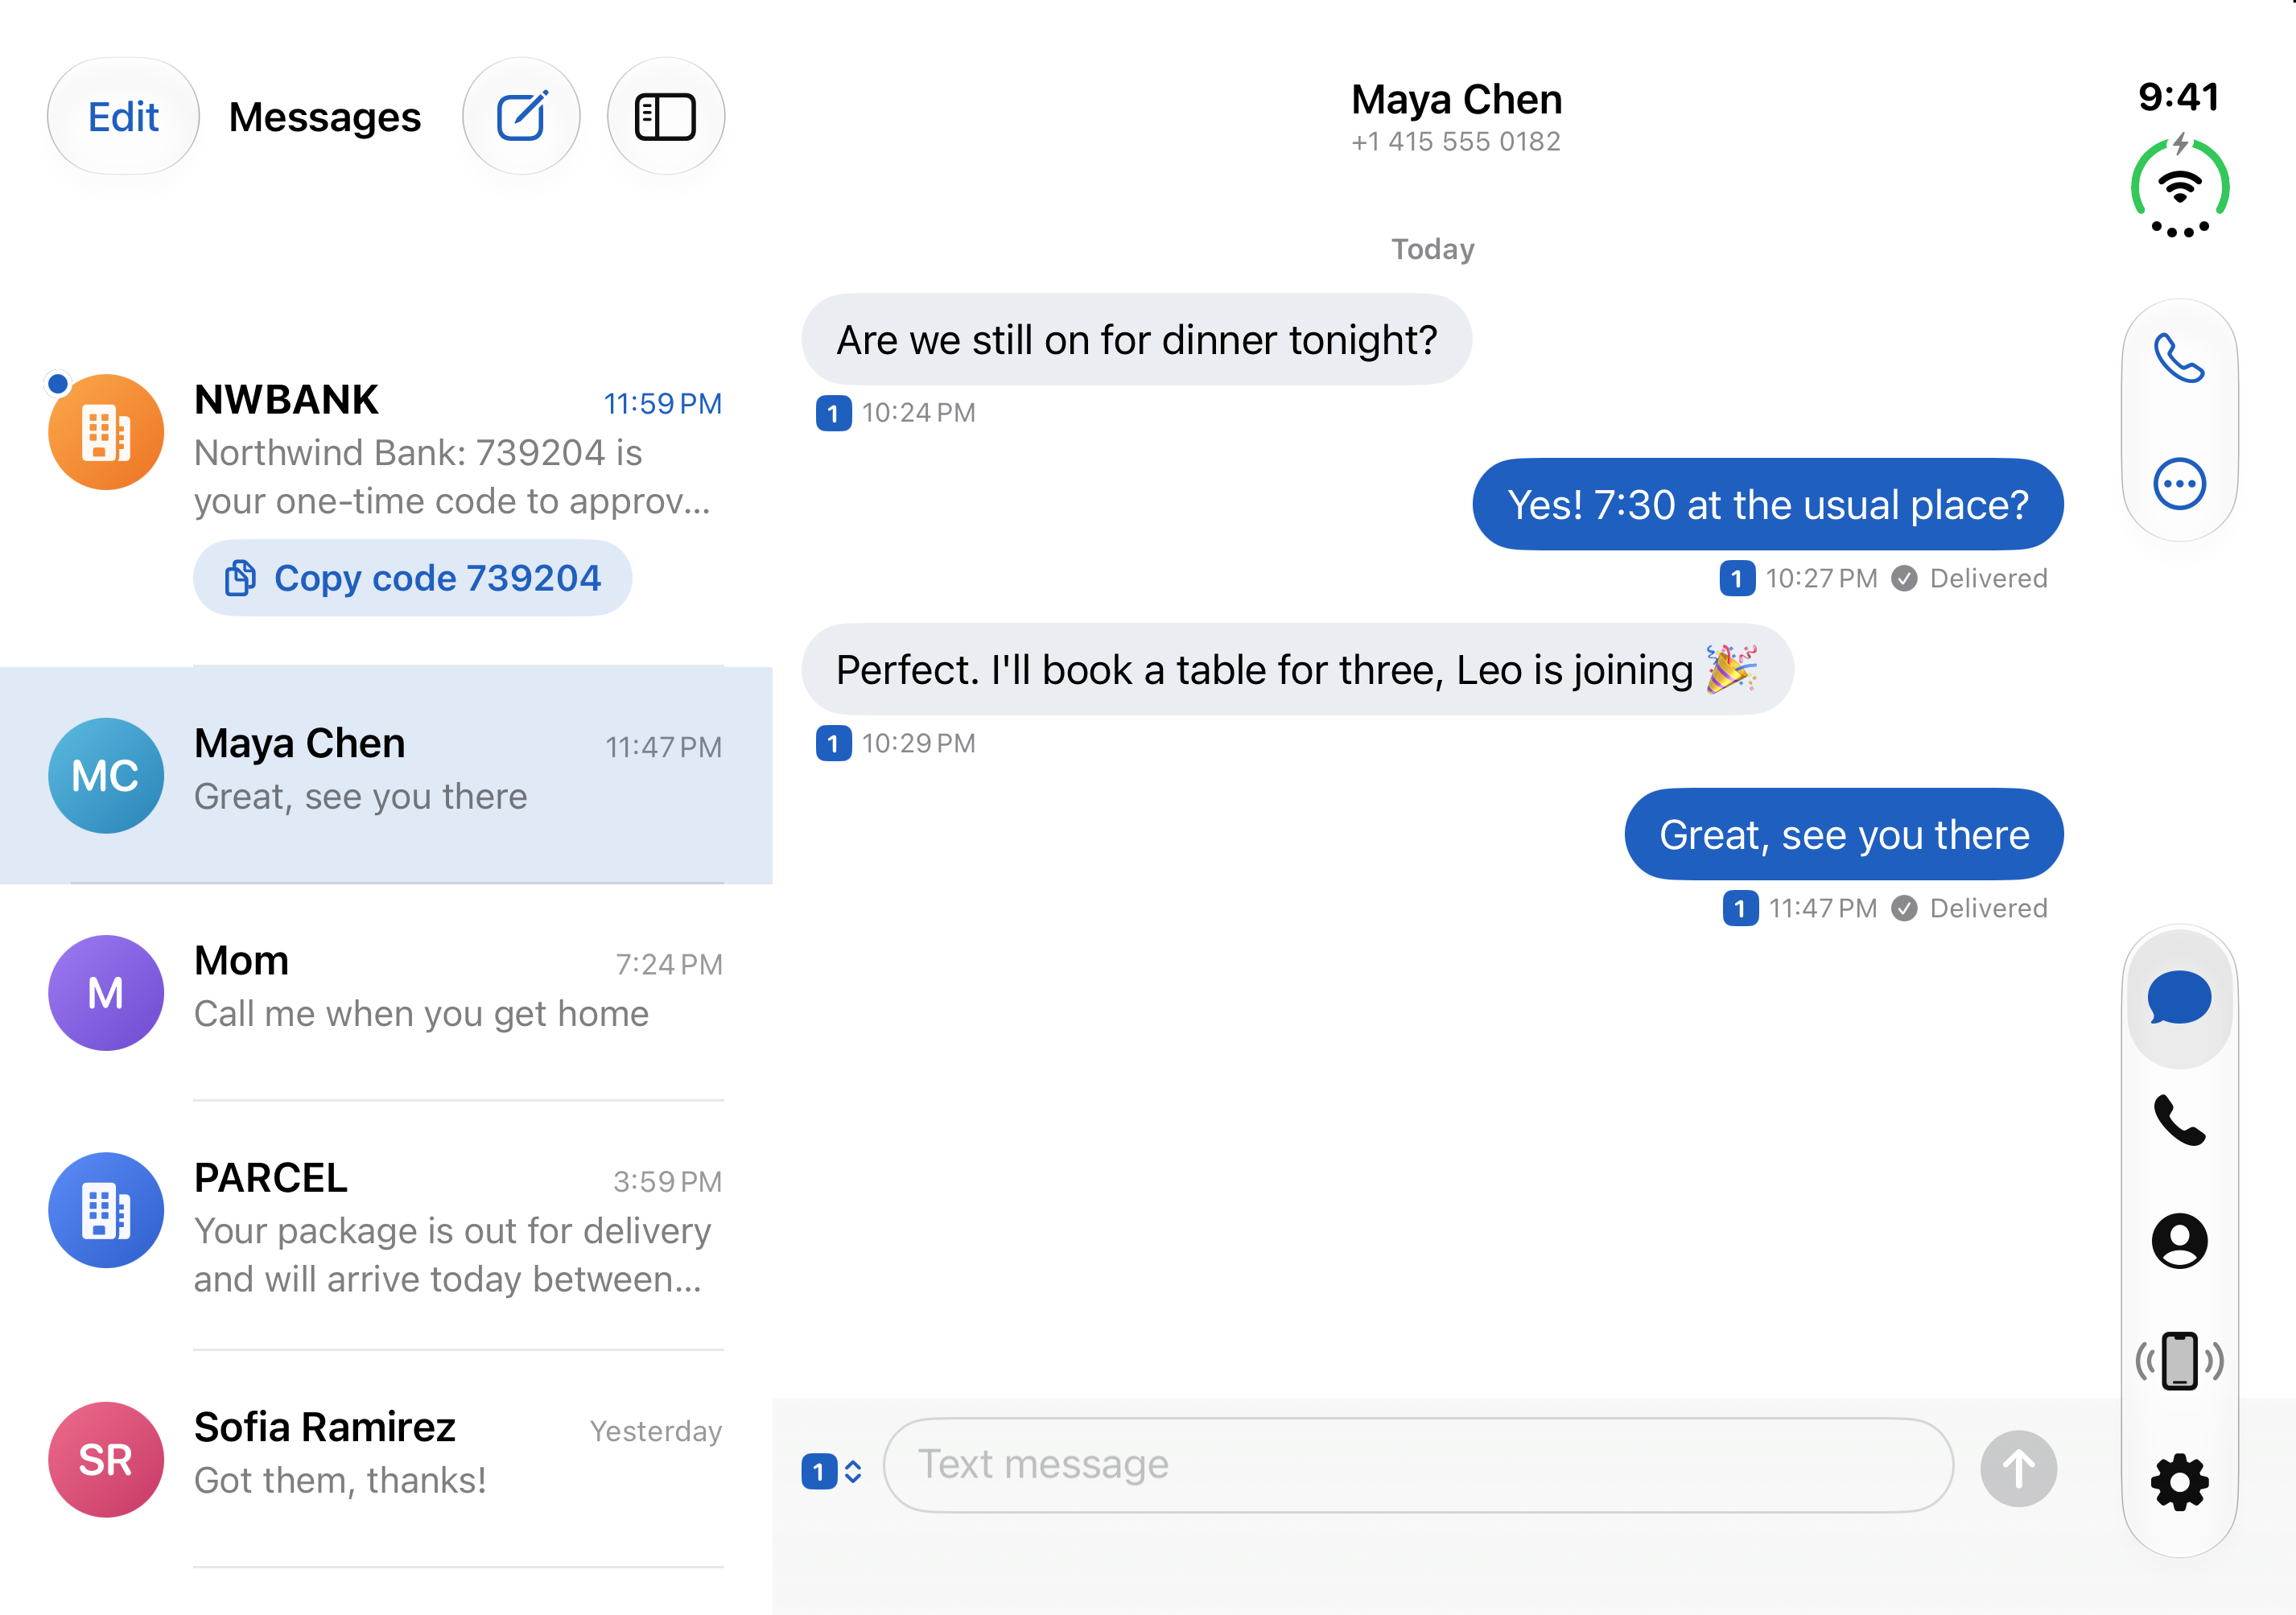 Edit
Messages
NWBANK
11:59 PM
Northwind Bank: 739204 is
your one-time code to approv...
Copy code 739204
MC
Maya Chen
11:47 PM
Great, see you there
M
Mom
7:24 PM
Call me when you get home
PARCEL
3:59 PM
Your package is out for delivery
and will arrive today between...
SR
Sofia Ramirez
Yesterday
Got them, thanks!
Maya Chen
+1 415 555 0182
Today
Are we still on for dinner tonight?
1 10:24 PM
Yes! 7:30 at the usual place?
1 10:27 PM Delivered
Perfect. I'll book a table for three, Leo is joining 🎉
1 10:29 PM
Great, see you there
1 11:47 PM Delivered
1
Text message
9:41